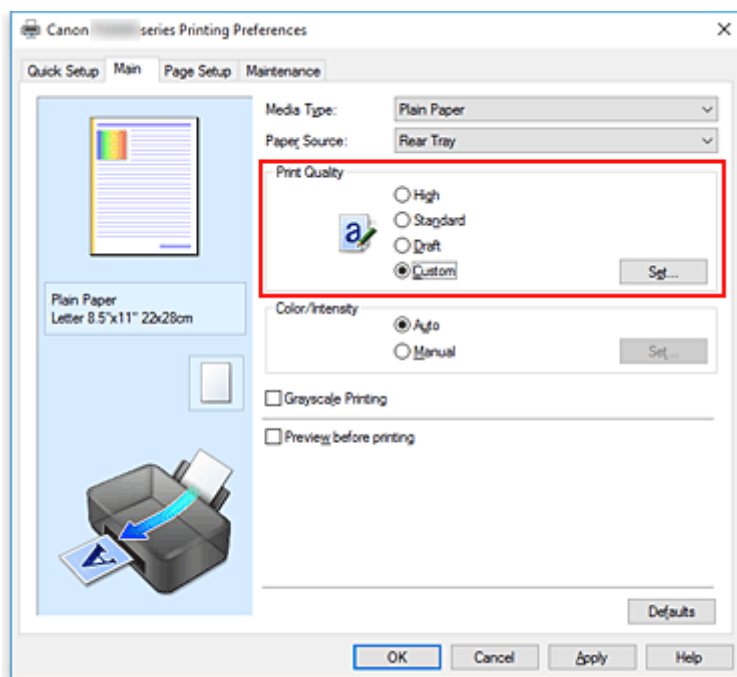 Canon series Printing Preferences
Quick Setup Main Page Setup Maintenance
Media Type: Plain Paper
Paper Source: Rear Tray
Print Quality
High
Standard
Draft
Custom Set...
Plain Paper
Letter 8.5"x11" 22x28cm
Color/Intensity
Auto
Manual Set...
Grayscale Printing
Preview before printing
Defaults
OK Cancel Apply Help
a
A